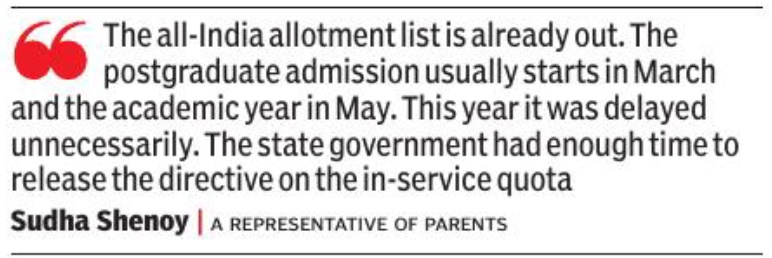 The all-India allotment list is already out. The
postgraduate admission usually starts in March
and the academic year in May. This year it was delayed
unnecessarily. The state government had enough time to
release the directive on the in-service quota
Sudha Shenoy | A REPRESENTATIVE OF PARENTS